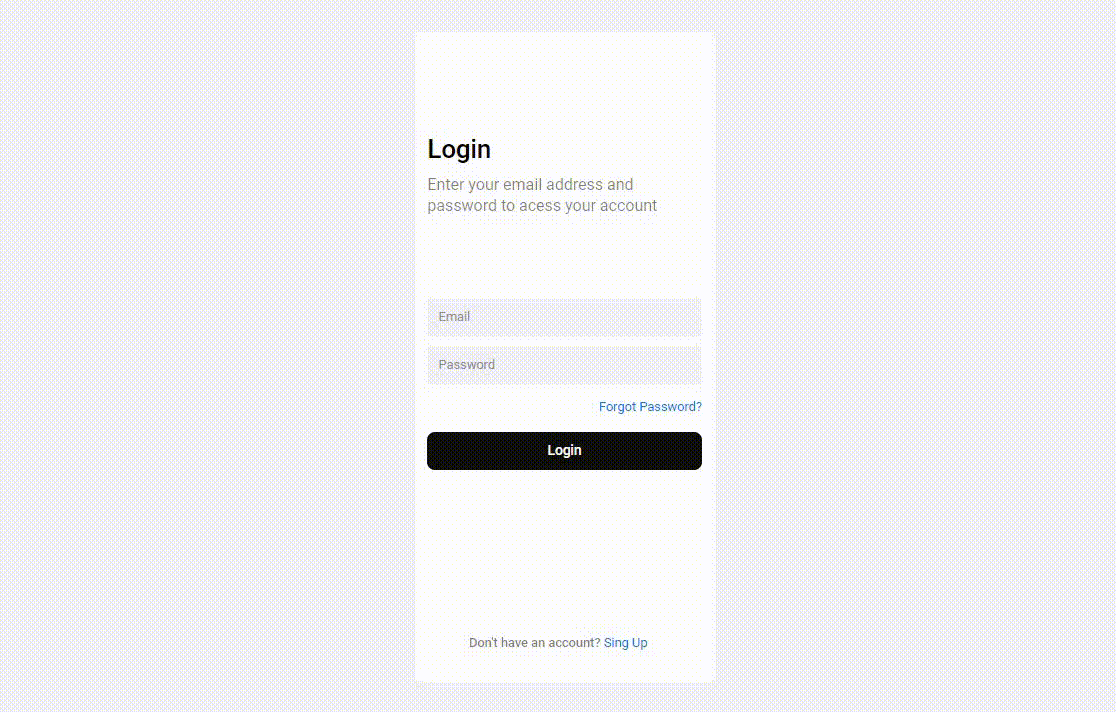 Login
Enter your email address and
password to acess your account
Email
Password
Forgot Password?
Login
Don't have an account? Sing Up